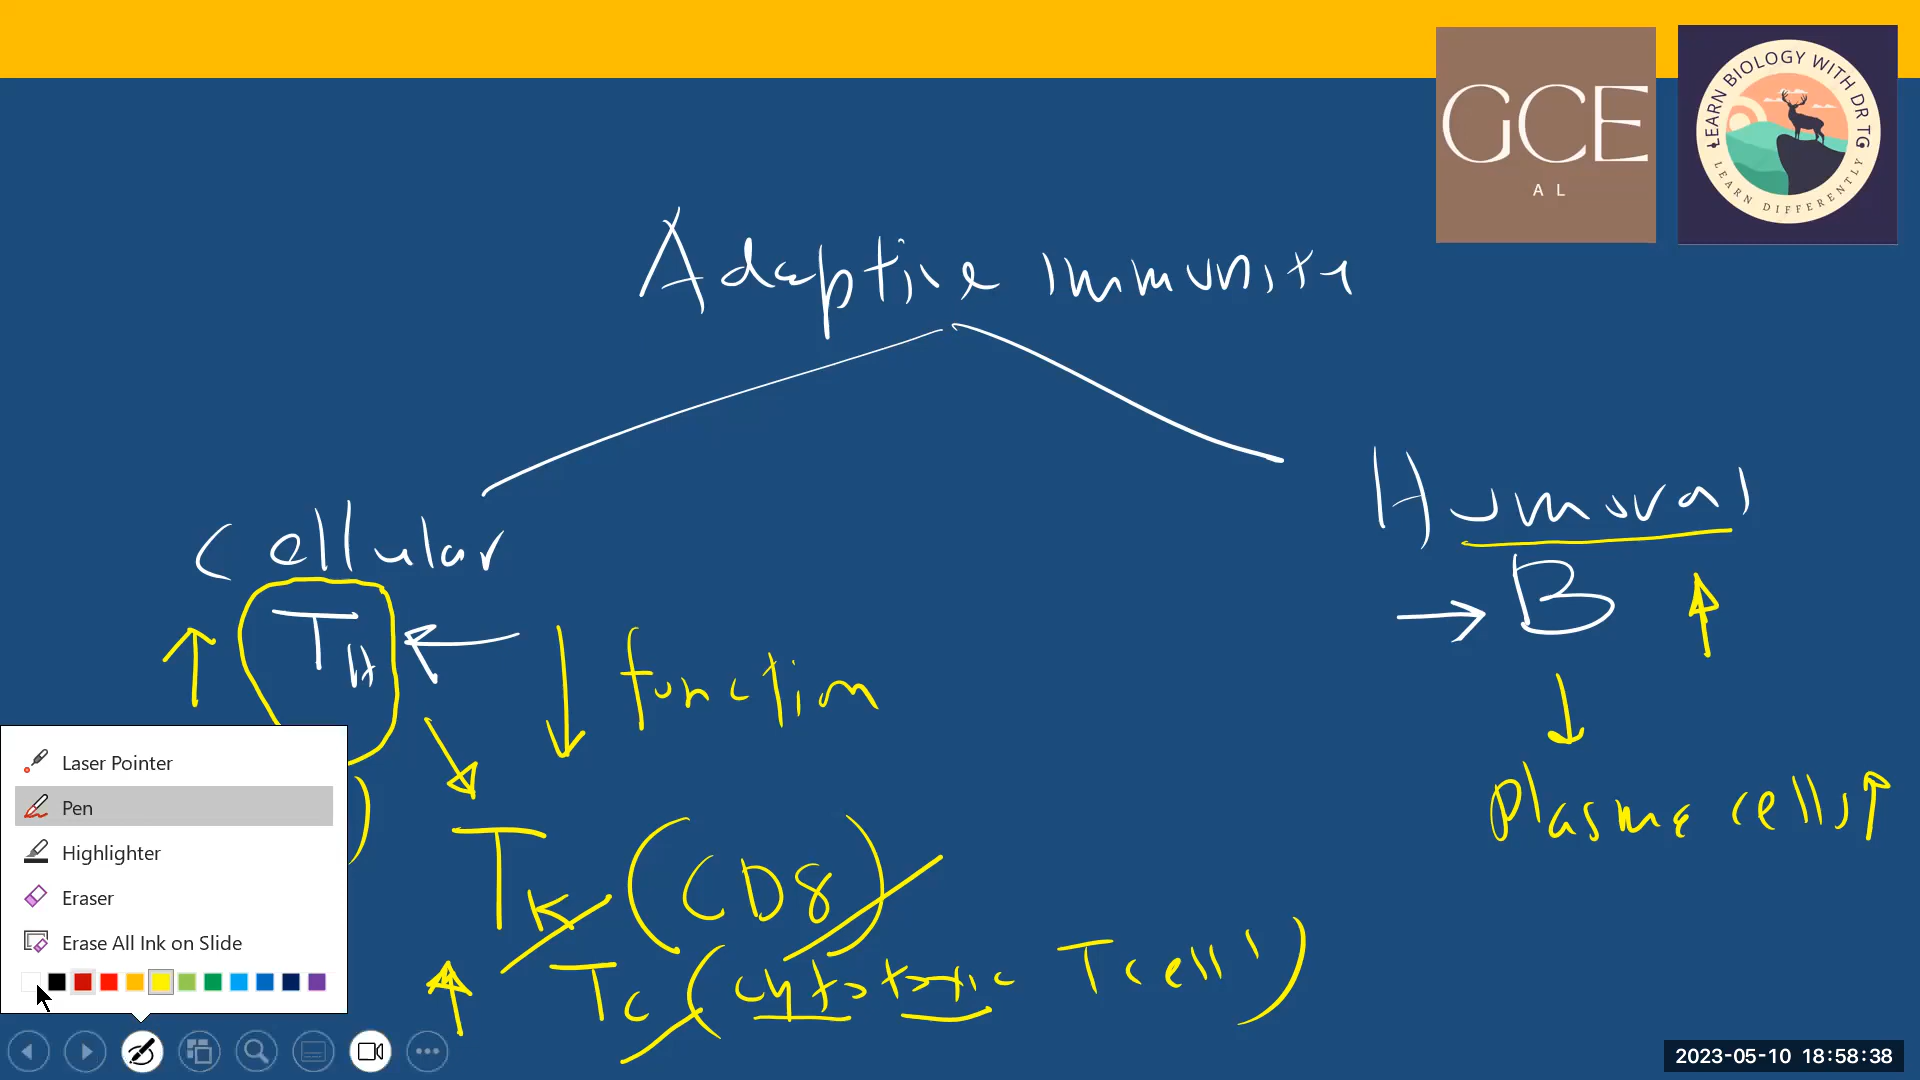 GCE
A L
LEARN BIOLOGY WITH DR TG
LEARN DIFFERENTLY
Adaptive immunity
Cellular
Humoral
TH
B
function
Plasma cells
TK (CD8)
Tc (cytotoxic T cell)
Laser Pointer
Pen
Highlighter
Eraser
Erase All Ink on Slide
2023-05-10 18:58:38